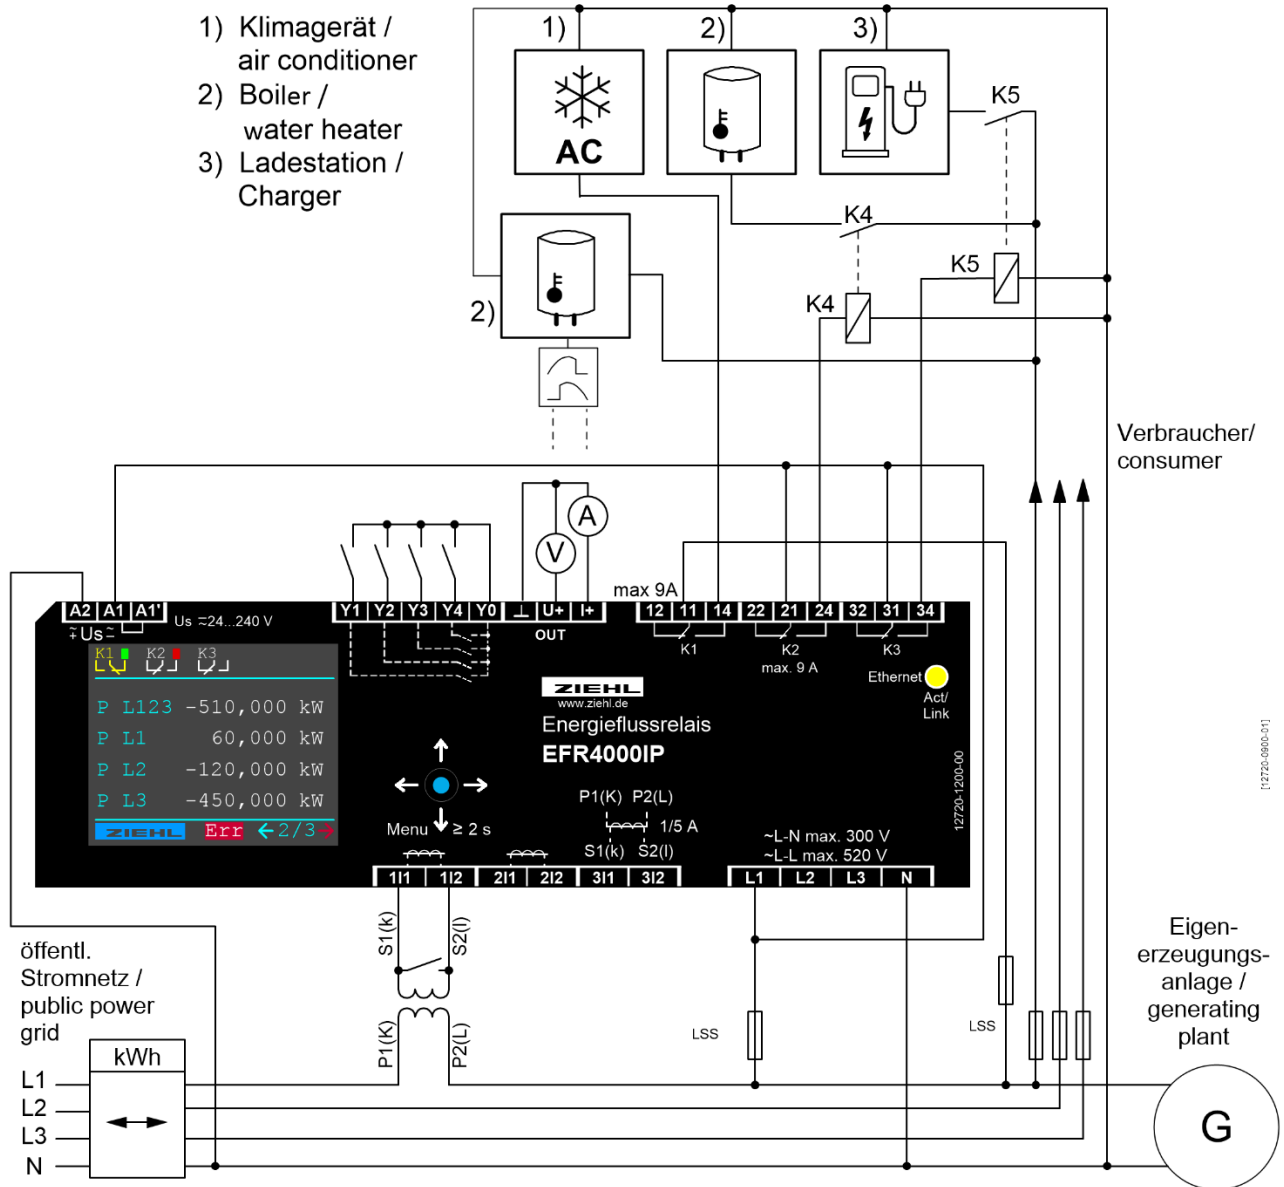 1) Klimagerät /
air conditioner
2) Boiler /
water heater
3) Ladestation /
Charger
1)
2)
3)
AC
K5
K4
K5
K4
2)
Verbraucher/
consumer
A
V
max 9A
A2 A1 A1'
Us ≂24...240 V
∓ Us ≂
Y1 Y2 Y3 Y4 Y0 ⊥ U+ I+
OUT
12 11 14 22 21 24 32 31 34
K1 K2 K3
max. 9 A
K1 K2 K3
P L123 -510,000 kW
P L1 60,000 kW
P L2 -120,000 kW
P L3 -450,000 kW
ZIEHL Err ←2/3→
Menu ≥ 2 s
ZIEHL
www.ziehl.de
Energieflussrelais
EFR4000IP
Ethernet
Act/
Link
P1(K) P2(L)
1/5 A
S1(k) S2(l)
12720-1200-00
[12720-0900-01]
~L-N max. 300 V
~L-L max. 520 V
1I1 1I2 2I1 2I2 3I1 3I2 L1 L2 L3 N
S1(k) S2(l)
P1(K) P2(L)
LSS
LSS
öffentl.
Stromnetz /
public power
grid
kWh
L1
L2
L3
N
Eigen-
erzeugungs-
anlage /
generating
plant
G